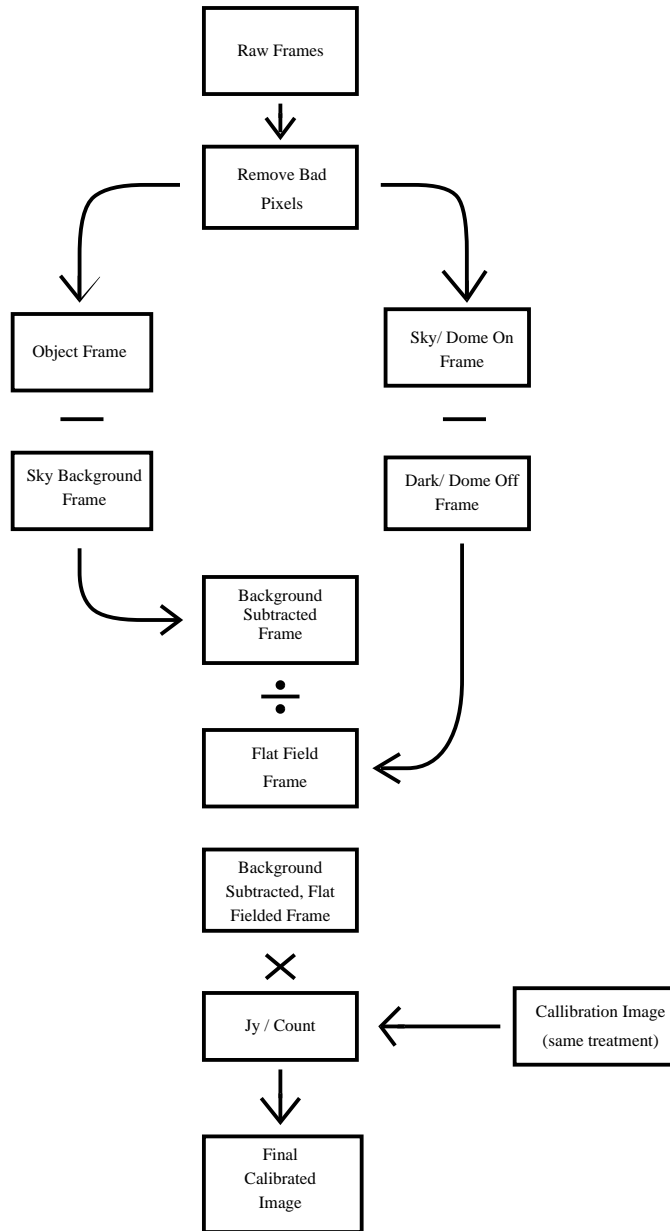 Raw Frames
Remove Bad
Pixels
Object Frame
Sky/ Dome On
Frame
Sky Background
Frame
Dark/ Dome Off
Frame
Background
Subtracted
Frame
Flat Field
Frame
Background
Subtracted, Flat
Fielded Frame
Jy / Count
Callibration Image
(same treatment)
Final
Calibrated
Image